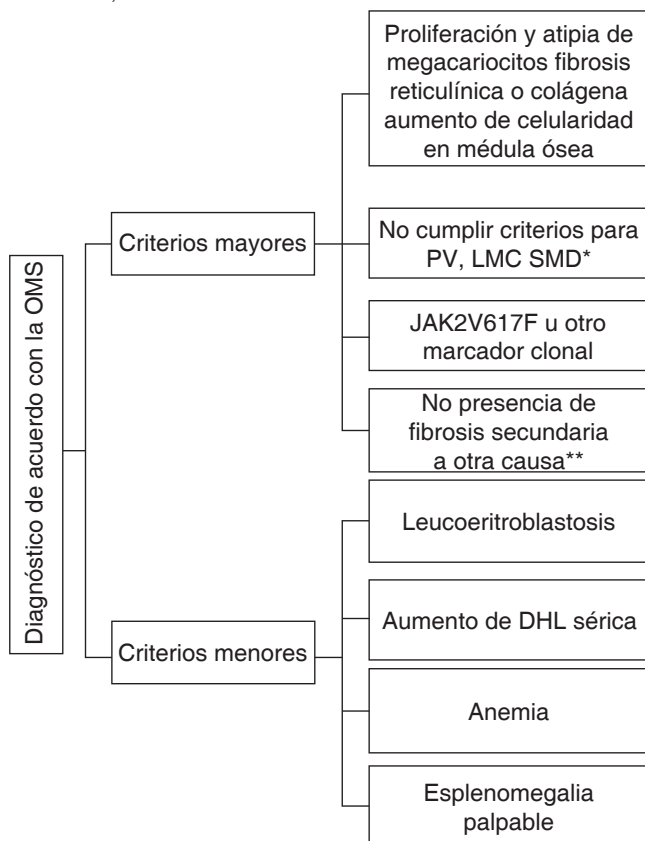 Diagnóstico de acuerdo con la OMS
Criterios mayores
Proliferación y atipia de
megacariocitos fibrosis
reticulínica o colágena
aumento de celularidad
en médula ósea
No cumplir criterios para
PV, LMC SMD*
JAK2V617F u otro
marcador clonal
No presencia de
fibrosis secundaria
a otra causa**
Criterios menores
Leucoeritroblastosis
Aumento de DHL sérica
Anemia
Esplenomegalia
palpable